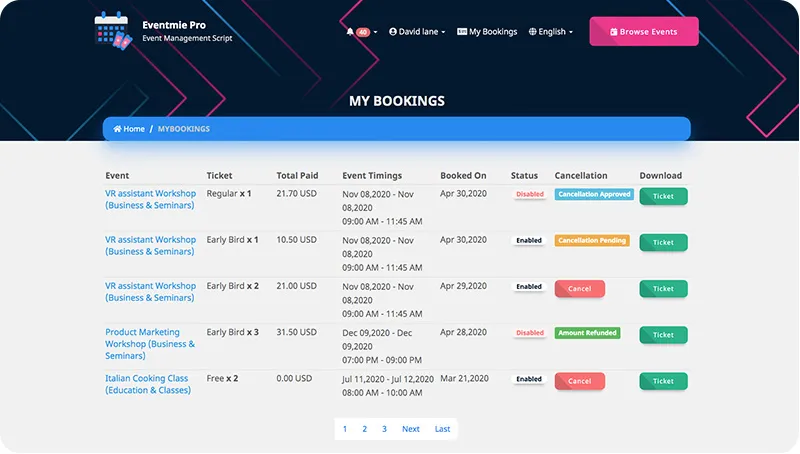 Eventmie Pro
Event Management Script
40 David lane My Bookings English Browse Events
MY BOOKINGS
Home / MYBOOKINGS
Event Ticket Total Paid Event Timings Booked On Status Cancellation Download
VR assistant Workshop Regular x 1 21.70 USD Nov 08,2020 - Nov Apr 30,2020 Disabled Cancellation Approved Ticket
(Business & Seminars) 08,2020
09:00 AM - 11:45 AM
VR assistant Workshop Early Bird x 1 10.50 USD Nov 08,2020 - Nov Apr 30,2020 Enabled Cancellation Pending Ticket
(Business & Seminars) 08,2020
09:00 AM - 11:45 AM
VR assistant Workshop Early Bird x 2 21.00 USD Nov 08,2020 - Nov Apr 29,2020 Enabled Cancel Ticket
(Business & Seminars) 08,2020
09:00 AM - 11:45 AM
Product Marketing Early Bird x 3 31.50 USD Dec 09,2020 - Dec Apr 28,2020 Disabled Amount Refunded Ticket
Workshop (Business & 09,2020
Seminars) 07:00 PM - 09:00 PM
Italian Cooking Class Free x 2 0.00 USD Jul 11,2020 - Jul 12,2020 Mar 21,2020 Enabled Cancel Ticket
(Education & Classes) 08:00 AM - 10:00 AM
1 2 3 Next Last